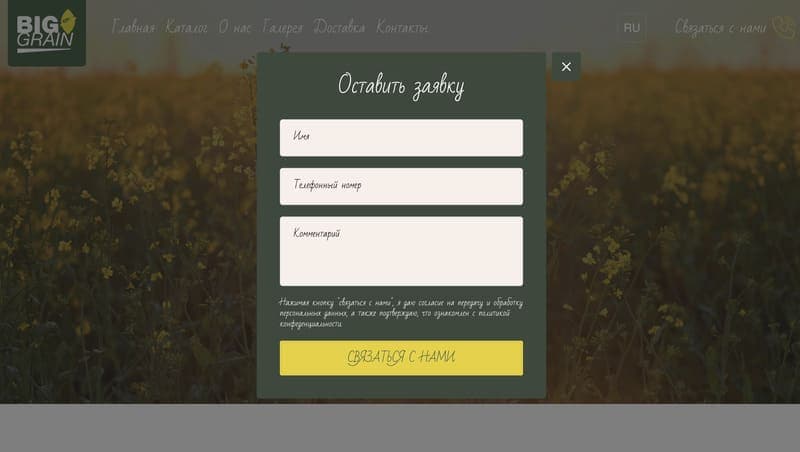 BIG
GRAIN
Главная Каталог О нас Галерея Доставка Контакты
RU
Связаться с нами
Оставить заявку
Имя
Телефонный номер
Комментарий
Нажимая кнопку "связаться с нами", я даю согласие на передачу и обработку
персональных данных, а также подтверждаю, что ознакомлен с политикой
конфеденциальности.
СВЯЗАТЬСЯ С НАМИ